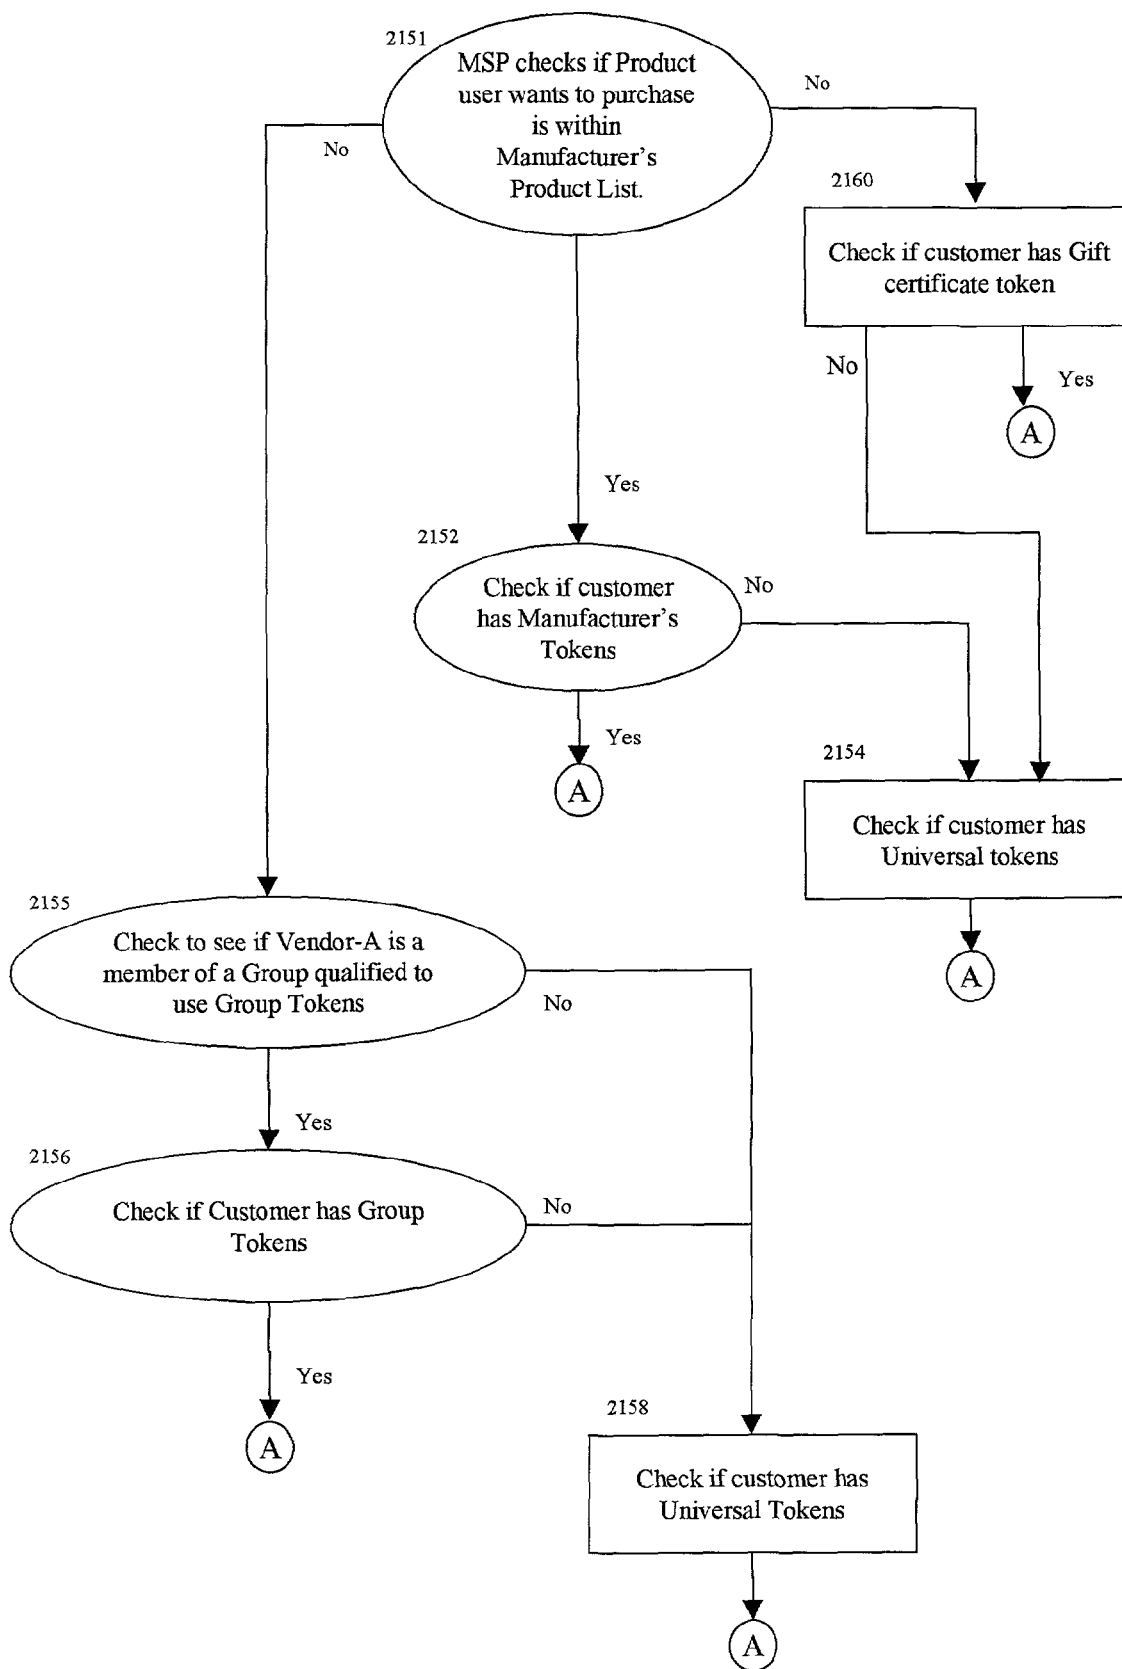 2151
MSP checks if Product
user wants to purchase
is within
Manufacturer's
Product List.
No
No
2160
Check if customer has Gift
certificate token
No
Yes
A
Yes
2152
Check if customer
has Manufacturer's
Tokens
No
Yes
A
2154
Check if customer has
Universal tokens
A
2155
Check to see if Vendor-A is a
member of a Group qualified to
use Group Tokens
No
Yes
2156
Check if Customer has Group
Tokens
No
Yes
A
2158
Check if customer has
Universal Tokens
A